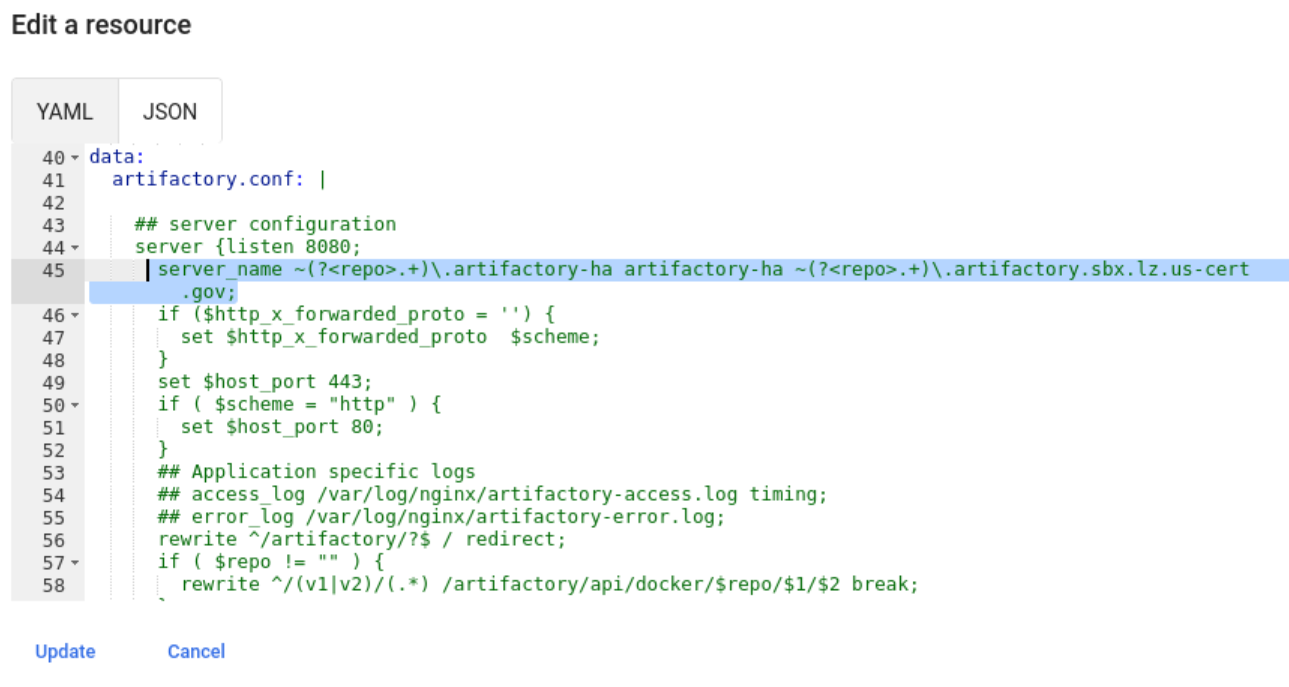 Edit a resource
YAML JSON
40 data:
41 artifactory.conf: |
42
43 ## server configuration
44 server {listen 8080;
45 server_name ~(?<repo>.+)\.artifactory-ha artifactory-ha ~(?<repo>.+)\.artifactory.sbx.lz.us-cert
.gov;
46 if ($http_x_forwarded_proto = '') {
47 set $http_x_forwarded_proto  $scheme;
48 }
49 set $host_port 443;
50 if ( $scheme = "http" ) {
51 set $host_port 80;
52 }
53 ## Application specific logs
54 ## access_log /var/log/nginx/artifactory-access.log timing;
55 ## error_log /var/log/nginx/artifactory-error.log;
56 rewrite ^/artifactory/?$ / redirect;
57 if ( $repo != "" ) {
58 rewrite ^/(v1|v2)/(.*) /artifactory/api/docker/$repo/$1/$2 break;
Update Cancel